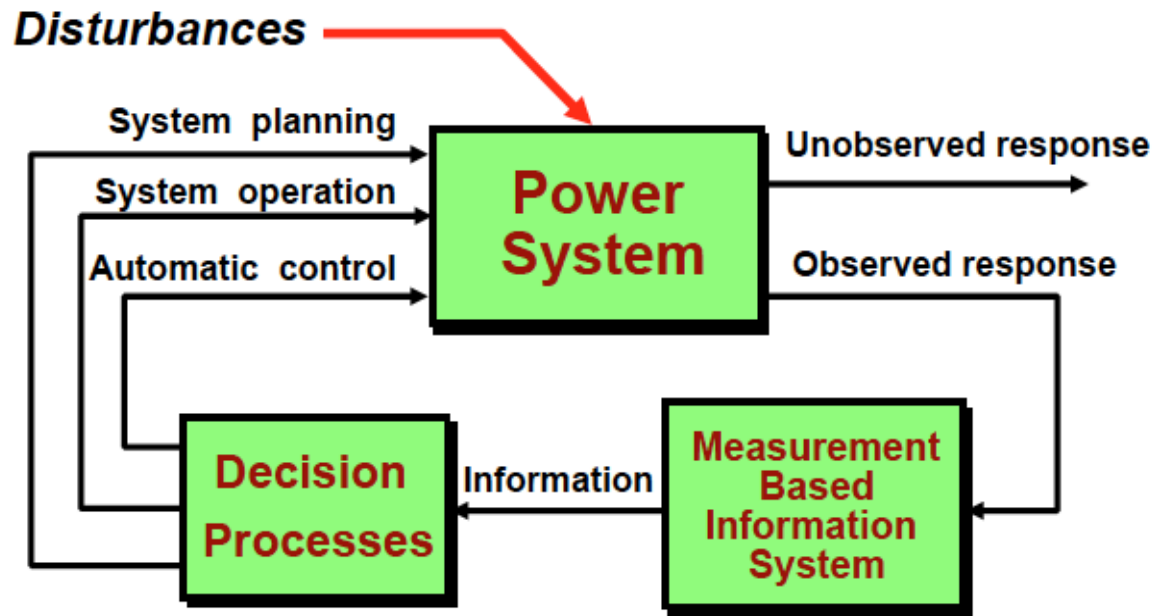 Disturbances
System planning
System operation
Automatic control
Power
System
Unobserved response
Observed response
Decision
Processes
Information
Measurement
Based
Information
System